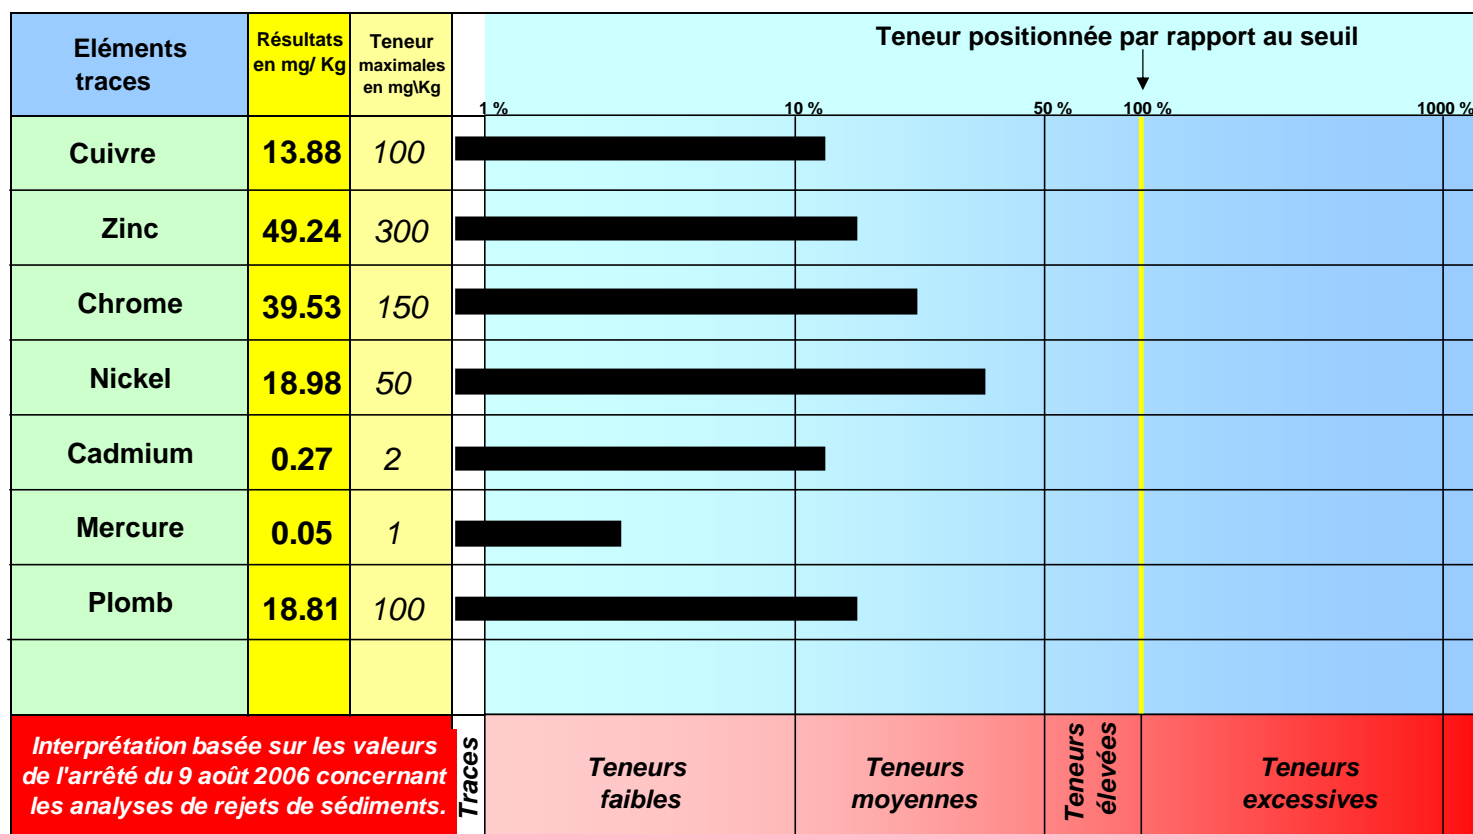 Eléments
traces
Résultats
en mg/ Kg
Teneur
maximales
en mg\Kg
Teneur positionnée par rapport au seuil
1 %
10 %
50 %
100 %
1000 %
Cuivre 13.88 100
Zinc 49.24 300
Chrome 39.53 150
Nickel 18.98 50
Cadmium 0.27 2
Mercure 0.05 1
Plomb 18.81 100
Interprétation basée sur les valeurs
de l'arrêté du 9 août 2006 concernant
les analyses de rejets de sédiments.
Traces
Teneurs
faibles
Teneurs
moyennes
Teneurs
élevées
Teneurs
excessives